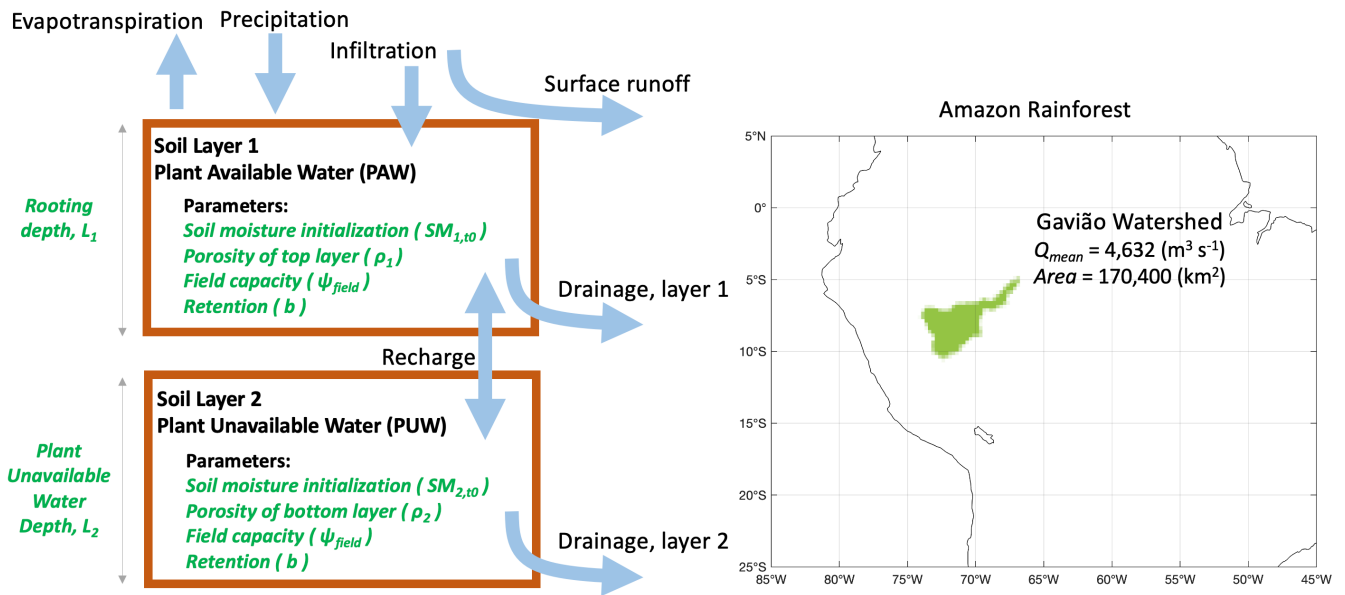 Evapotranspiration
Precipitation
Infiltration
Surface runoff
Soil Layer 1
Plant Available Water (PAW)
Parameters:
Soil moisture initialization ( SM1,t0 )
Porosity of top layer ( ρ1 )
Field capacity ( ψfield )
Retention ( b )
Rooting
depth, L1
Drainage, layer 1
Recharge
Soil Layer 2
Plant Unavailable Water (PUW)
Parameters:
Soil moisture initialization ( SM2,t0 )
Porosity of bottom layer ( ρ2 )
Field capacity ( ψfield )
Retention ( b )
Plant
Unavailable
Water
Depth, L2
Drainage, layer 2
Amazon Rainforest
Gavião Watershed
Qmean = 4,632 (m³ s⁻¹)
Area = 170,400 (km²)
5°N
0°
5°S
10°S
15°S
20°S
25°S
85°W 80°W 75°W 70°W 65°W 60°W 55°W 50°W 45°W